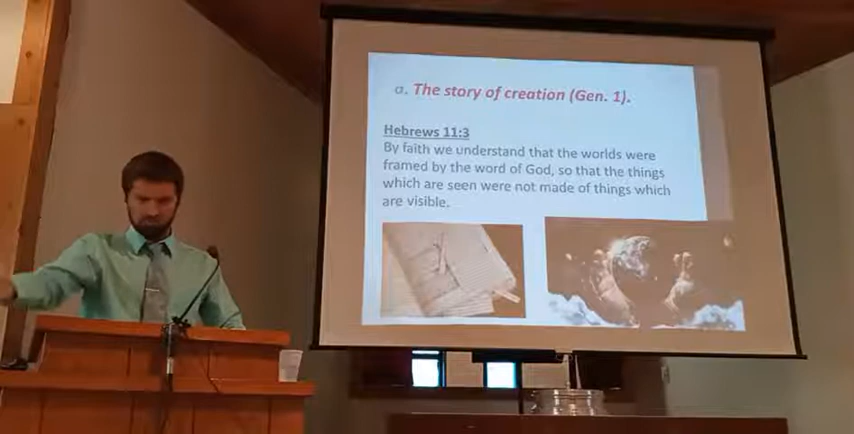 a. The story of creation (Gen. 1).
Hebrews 11:3
By faith we understand that the worlds were
framed by the word of God, so that the things
which are seen were not made of things which
are visible.